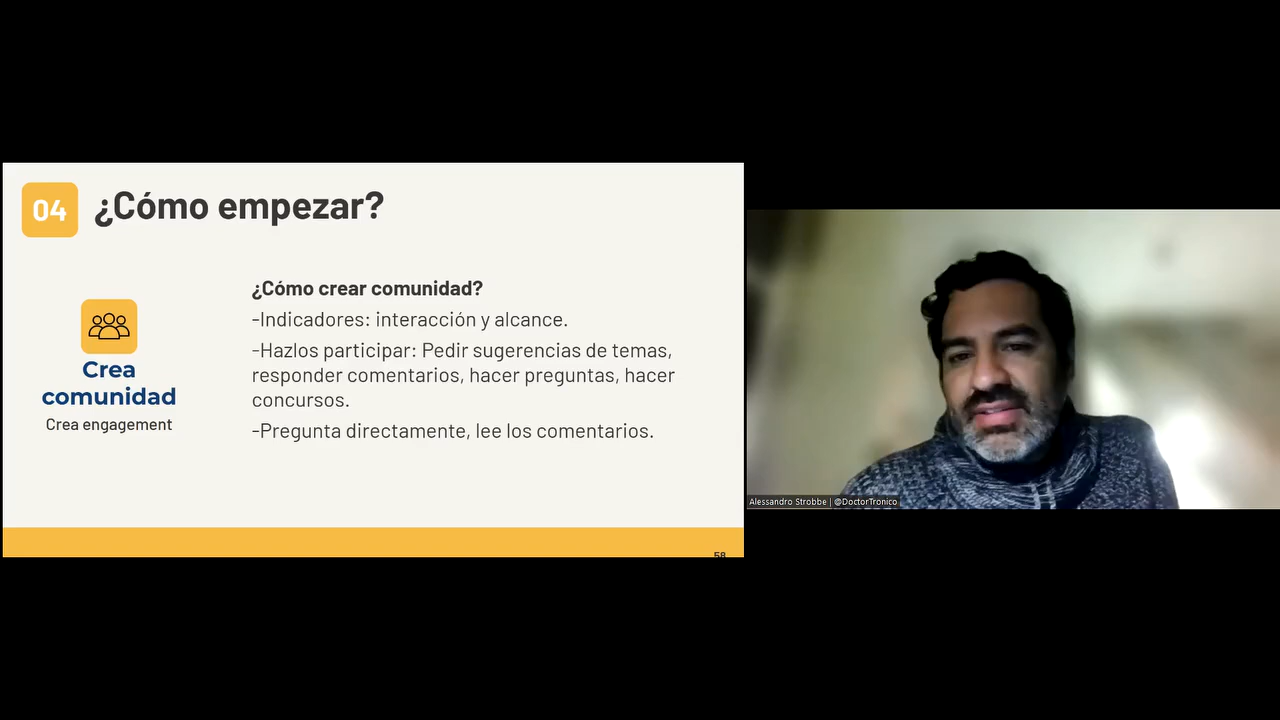 04
¿Cómo empezar?
Crea
comunidad
Crea engagement
¿Cómo crear comunidad?
-Indicadores: interacción y alcance.
-Hazlos participar: Pedir sugerencias de temas,
responder comentarios, hacer preguntas, hacer
concursos.
-Pregunta directamente, lee los comentarios.
58
Alessandro Strobbe | @DoctorTronico